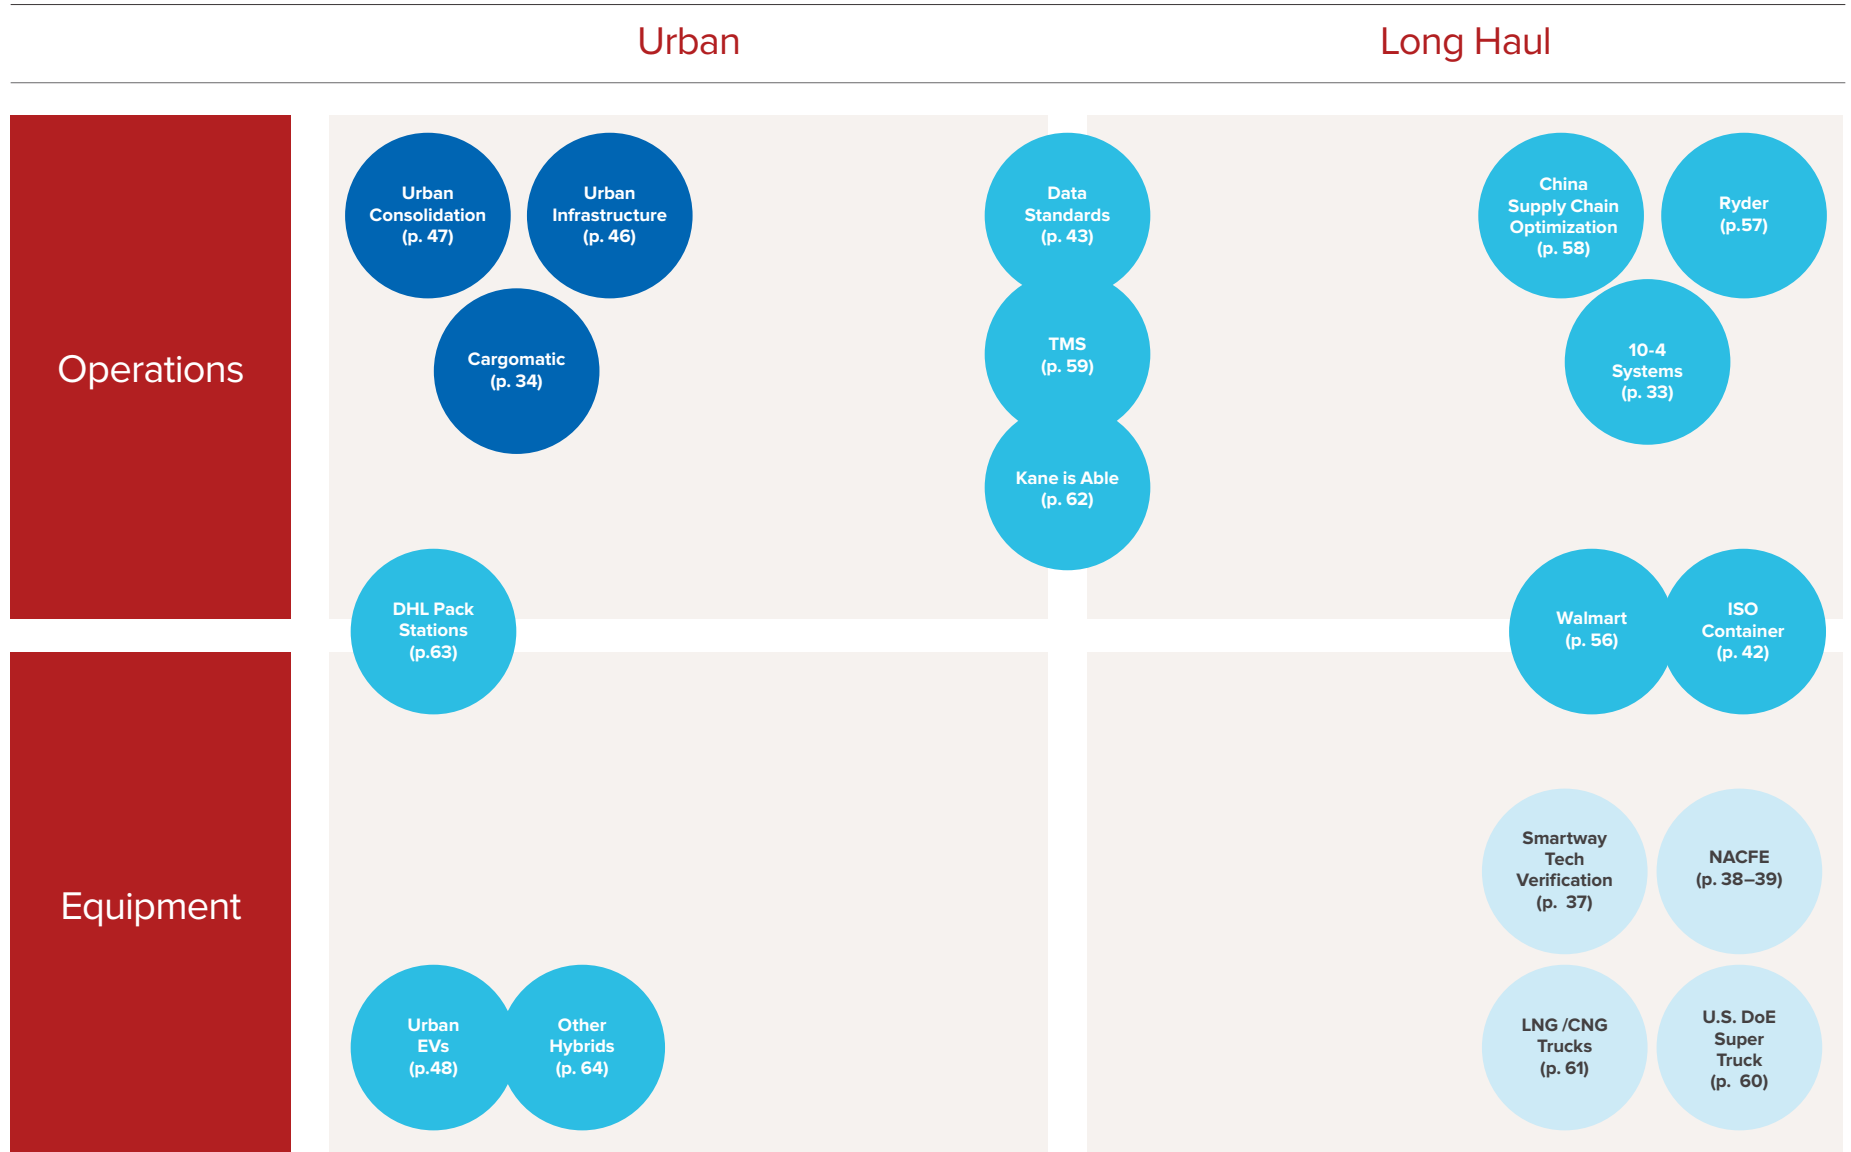 Urban
Long Haul
Operations
Urban
Consolidation
(p. 47)
Urban
Infrastructure
(p. 46)
Cargomatic
(p. 34)
Data
Standards
(p. 43)
TMS
(p. 59)
Kane is Able
(p. 62)
China
Supply Chain
Optimization
(p. 58)
Ryder
(p.57)
10-4
Systems
(p. 33)
DHL Pack
Stations
(p.63)
Walmart
(p. 56)
ISO
Container
(p. 42)
Equipment
Urban
EVs
(p.48)
Other
Hybrids
(p. 64)
Smartway
Tech
Verification
(p.  37)
NACFE
(p. 38–39)
LNG /CNG
Trucks
(p. 61)
U.S. DoE
Super
Truck
(p.  60)